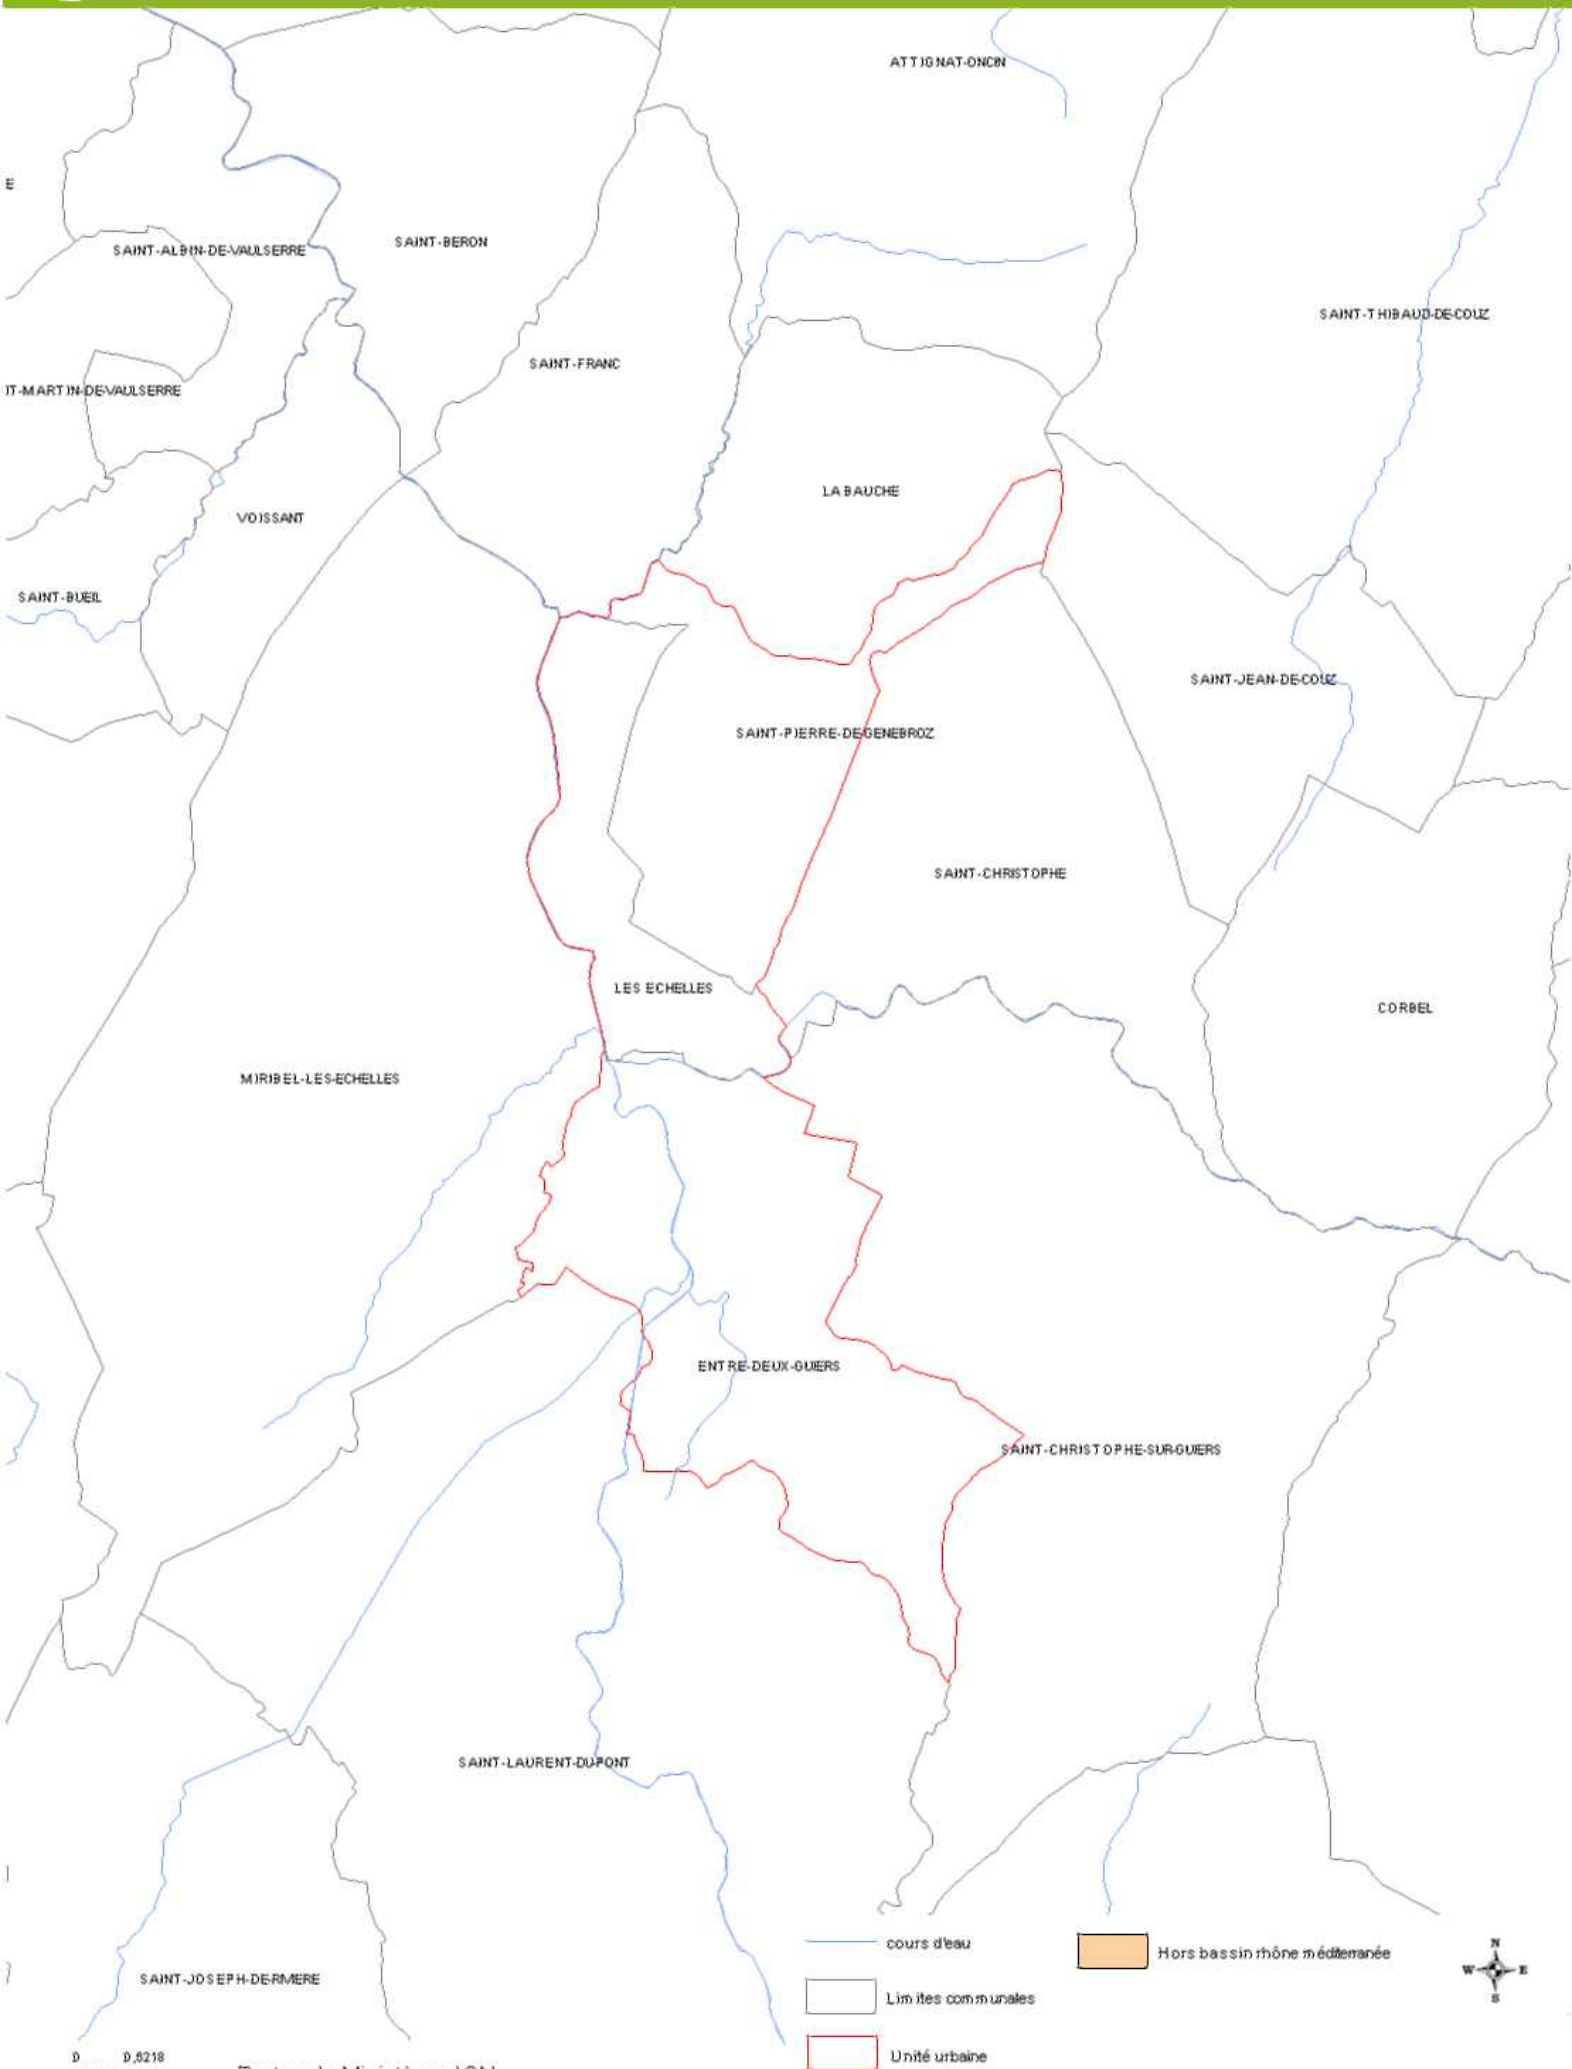 ATTIGNAT-ONCIN
E
SAINT-ALBIN-DE-VAULSERRE
SAINT-BERON
SAINT-THIBAUD-DE-COUZ
SAINT-FRANC
IT-MARTIN-DE-VAULSERRE
LA BAUCHE
VOISSANT
SAINT-BUEIL
SAINT-JEAN-DE-COUZ
SAINT-PIERRE-DE-GENEBROZ
SAINT-CHRISTOPHE
LES ECHELLES
CORBEL
MIRIBEL-LES-ECHELLES
ENTRE-DEUX-GUIERS
SAINT-CHRISTOPHE-SUR-GUIERS
SAINT-LAURENT-DU-PONT
cours d'eau
Hors bassin rhône méditerranée
N
W E
S
SAINT-JOSEPH-DE-RIVIERE
Limites communales
Unité urbaine
0 0,6218